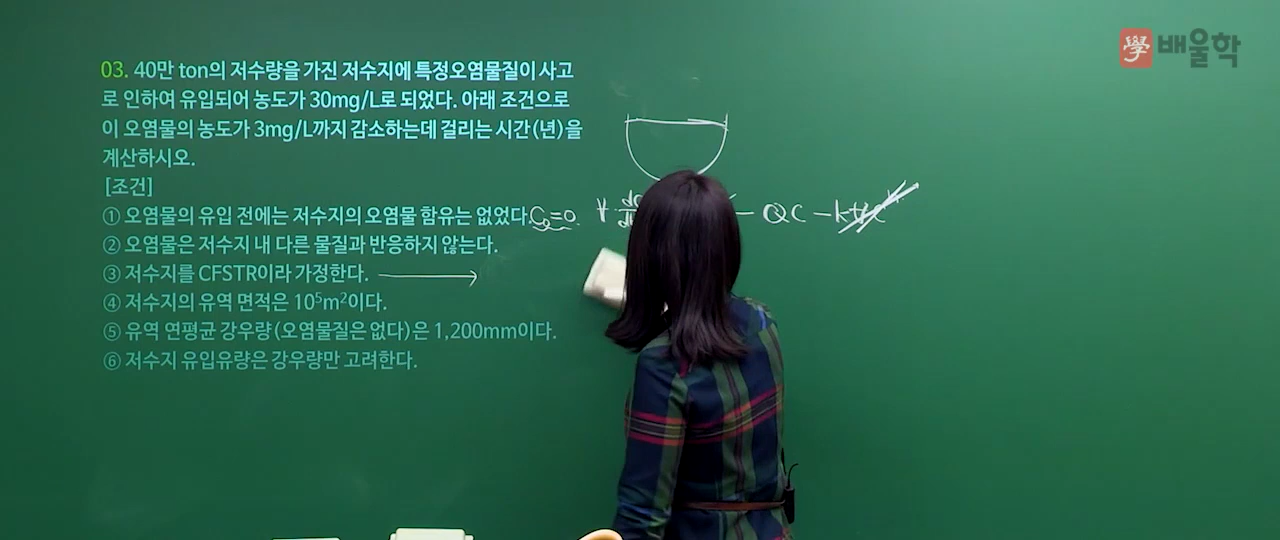 學 배울학
03. 40만 ton의 저수량을 가진 저수지에 특정오염물질이 사고
로 인하여 유입되어 농도가 30mg/L로 되었다. 아래 조건으로
이 오염물의 농도가 3mg/L까지 감소하는데 걸리는 시간(년)을
계산하시오.
[조건]
① 오염물의 유입 전에는 저수지의 오염물 함유는 없었다. C₀=0.
② 오염물은 저수지 내 다른 물질과 반응하지 않는다.
③ 저수지를 CFSTR이라 가정한다.
④ 저수지의 유역 면적은 10⁵m²이다.
⑤ 유역 연평균 강우량(오염물질은 없다)은 1,200mm이다.
⑥ 저수지 유입유량은 강우량만 고려한다.
- QC - k